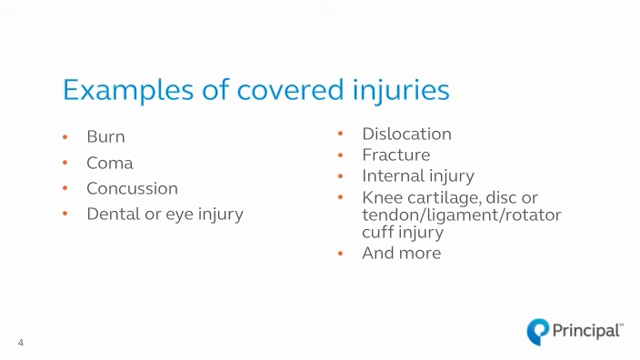 Examples of covered injuries
• Burn
• Coma
• Concussion
• Dental or eye injury
• Dislocation
• Fracture
• Internal injury
• Knee cartilage, disc or
tendon/ligament/rotator
cuff injury
• And more
4
Principal